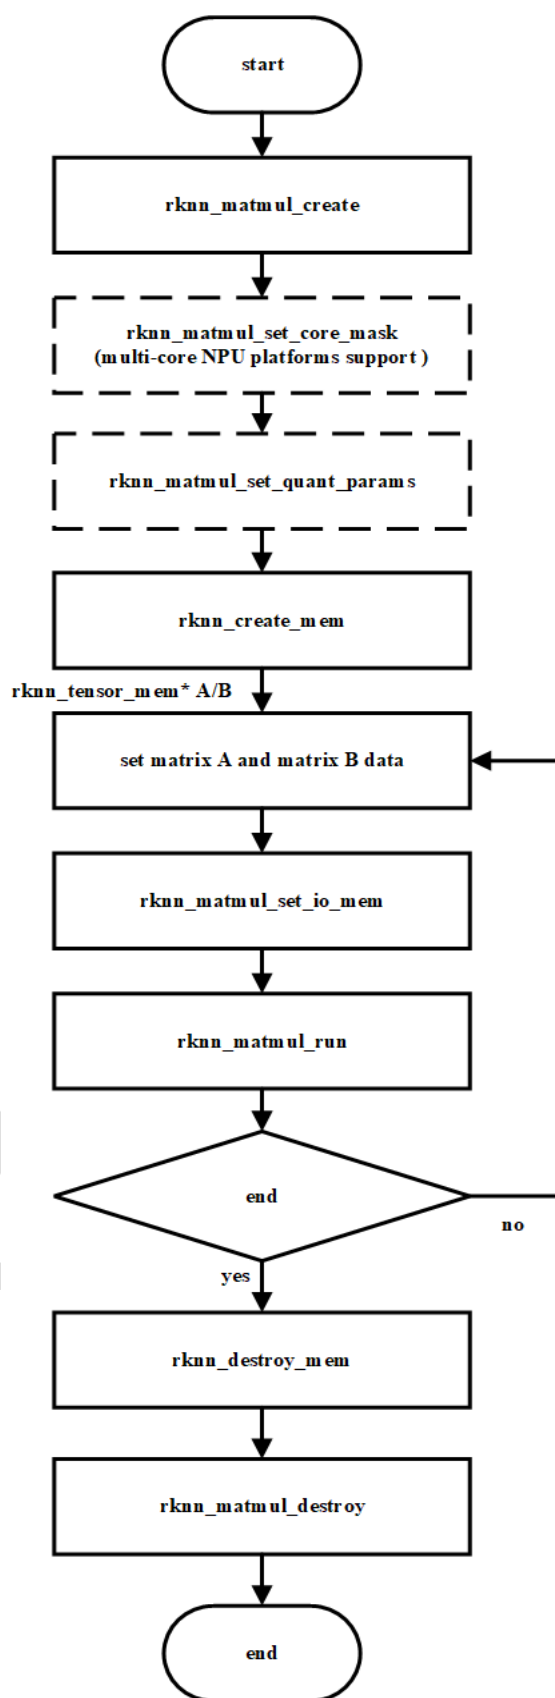 start
rknn_matmul_create
rknn_matmul_set_core_mask
(multi-core NPU platforms support )
rknn_matmul_set_quant_params
rknn_create_mem
rknn_tensor_mem* A/B
set matrix A and matrix B data
rknn_matmul_set_io_mem
rknn_matmul_run
end
no
yes
rknn_destroy_mem
rknn_matmul_destroy
end